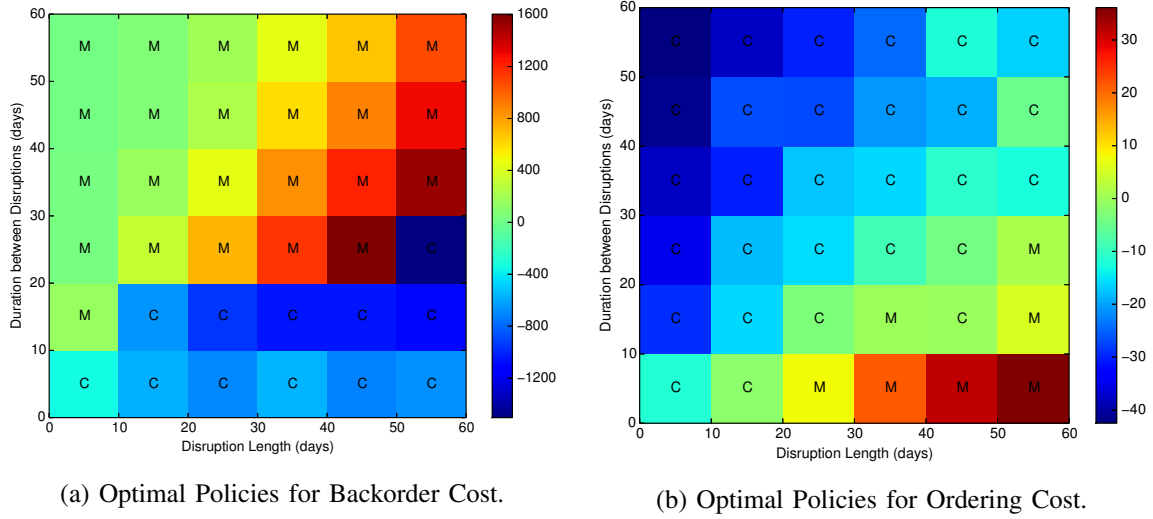 60
50
40
30
20
10
0
Duration between Disruptions (days)
M M M M M M
M M M M M M
M M M M M M
M M M M M C
M C C C C C
C C C C C C
0 10 20 30 40 50 60
Disruption Length (days)
1600
1200
800
400
0
−400
−800
−1200
(a) Optimal Policies for Backorder Cost.
60
50
40
30
20
10
0
Duration between Disruptions (days)
C C C C C C
C C C C C C
C C C C C C
C C C C C M
C C C M C M
C C M M M M
0 10 20 30 40 50 60
Disruption Length (days)
30
20
10
0
−10
−20
−30
−40
(b) Optimal Policies for Ordering Cost.